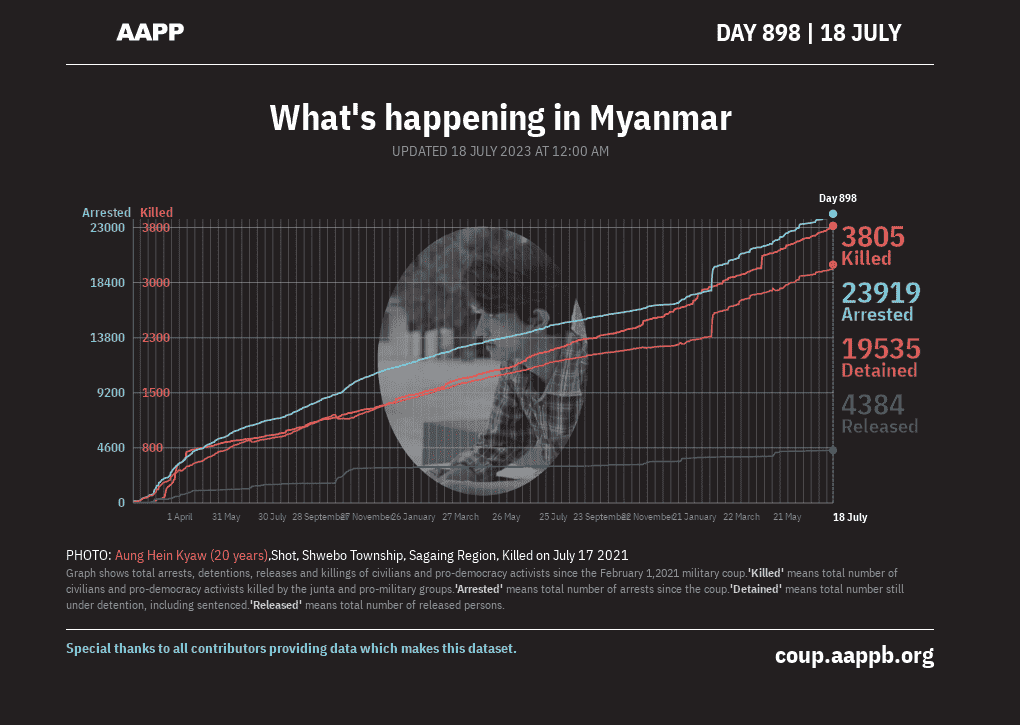 AAPP
DAY 898 | 18 JULY
What's happening in Myanmar
UPDATED 18 JULY 2023 AT 12:00 AM
Day 898
Arrested Killed
23000 3800
18400 3000
13800 2300
9200 1500
4600 800
0
3805
Killed
23919
Arrested
19535
Detained
4384
Released
1 April 31 May 30 July 28 September 27 November 26 January 27 March 26 May 25 July 23 September 22 November 21 January 22 March 21 May 18 July
PHOTO: Aung Hein Kyaw (20 years),Shot, Shwebo Township, Sagaing Region, Killed on July 17 2021
Graph shows total arrests, detentions, releases and killings of civilians and pro-democracy activists since the February 1,2021 military coup.'Killed' means total number of
civilians and pro-democracy activists killed by the junta and pro-military groups.'Arrested' means total number of arrests since the coup.'Detained' means total number still
under detention, including sentenced.'Released' means total number of released persons.
Special thanks to all contributors providing data which makes this dataset.
coup.aappb.org